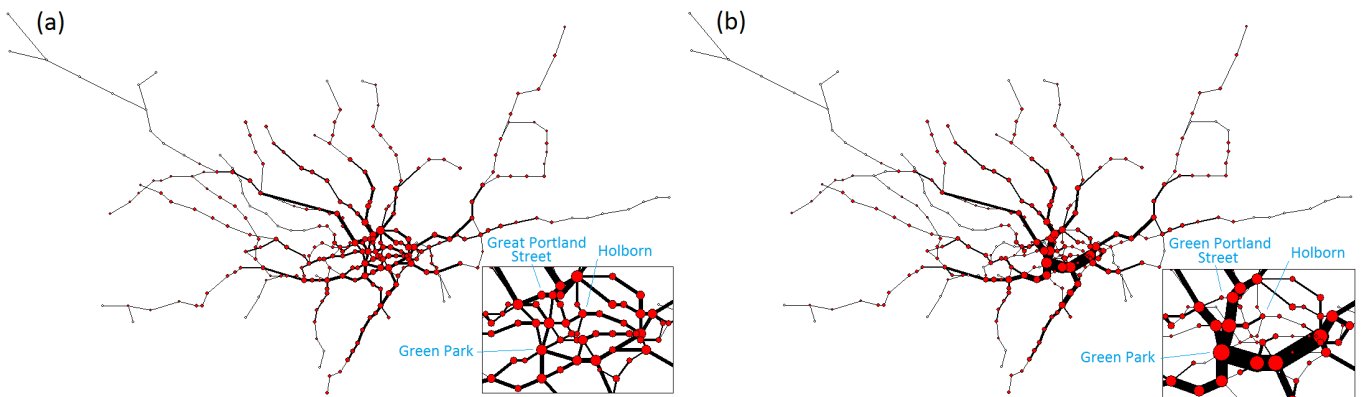 (a)
Great Portland
Street
Holborn
Green Park
(b)
Green Portland
Street
Holborn
Green Park